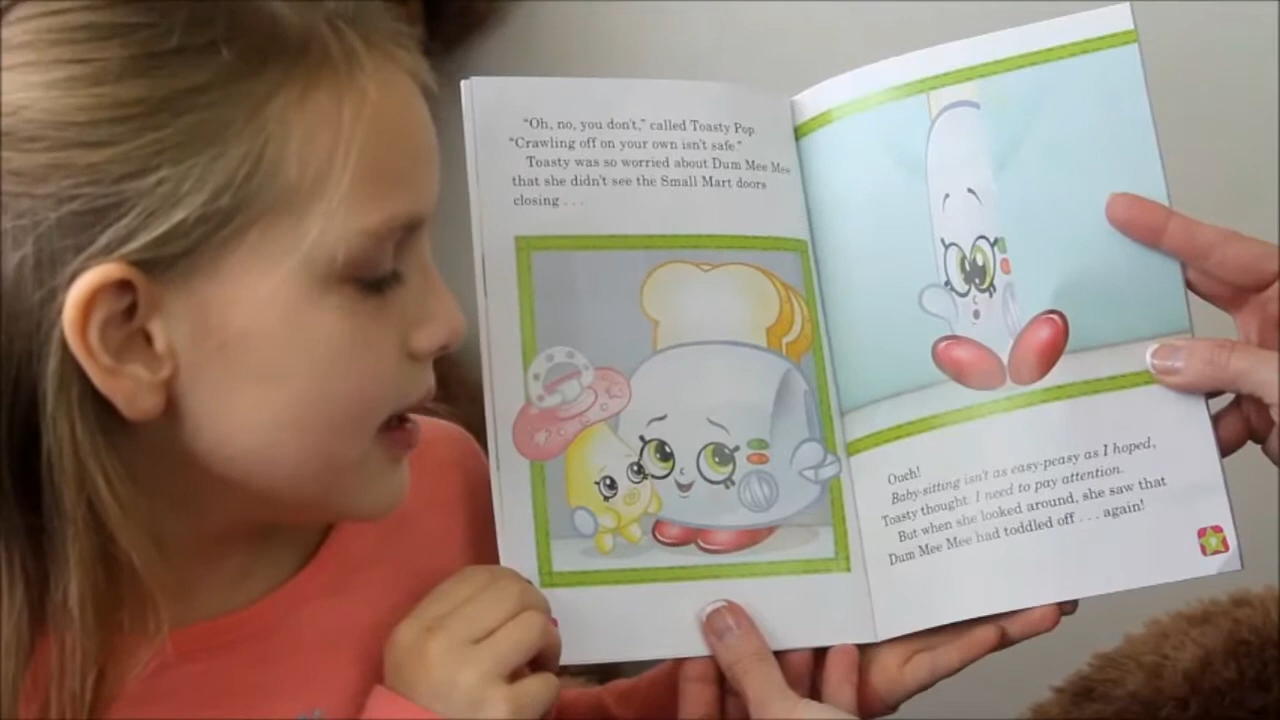 "Oh, no, you don't," called Toasty Pop.
"Crawling off on your own isn't safe."
Toasty was so worried about Dum Mee Mee
that she didn't see the Small Mart doors
closing . . .
Ouch!
Baby-sitting isn't as easy-peasy as I hoped,
Toasty thought. I need to pay attention.
But when she looked around, she saw that
Dum Mee Mee had toddled off . . . again!